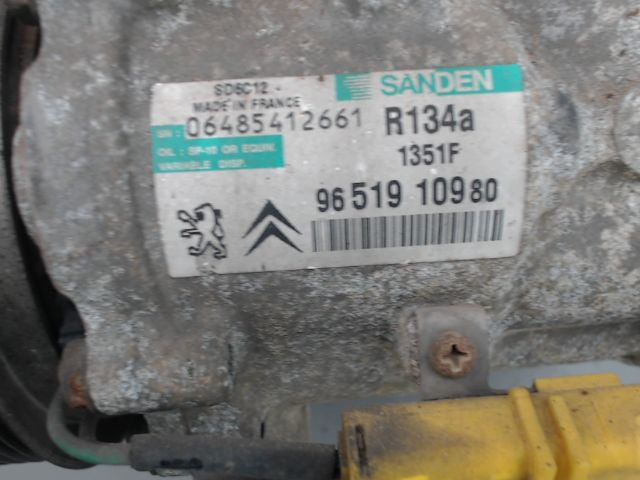 SD6C12 -
MADE IN FRANCE
SANDEN
SN : 06485412661
R134a
OIL : SP-10 OR EQUIV.
VARIABLE DISP.
1351F
96 519 109 80